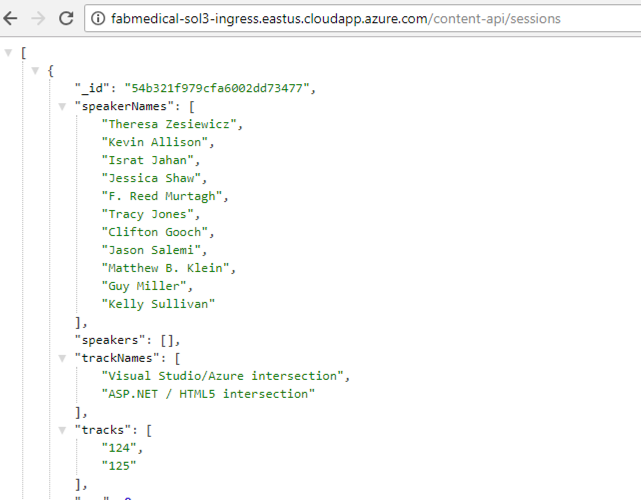 fabmedical-sol3-ingress.eastus.cloudapp.azure.com/content-api/sessions
[
{
"_id": "54b321f979cfa6002dd73477",
"speakerNames": [
"Theresa Zesiewicz",
"Kevin Allison",
"Israt Jahan",
"Jessica Shaw",
"F. Reed Murtagh",
"Tracy Jones",
"Clifton Gooch",
"Jason Salemi",
"Matthew B. Klein",
"Guy Miller",
"Kelly Sullivan"
],
"speakers": [],
"trackNames": [
"Visual Studio/Azure intersection",
"ASP.NET / HTML5 intersection"
],
"tracks": [
"124",
"125"
],